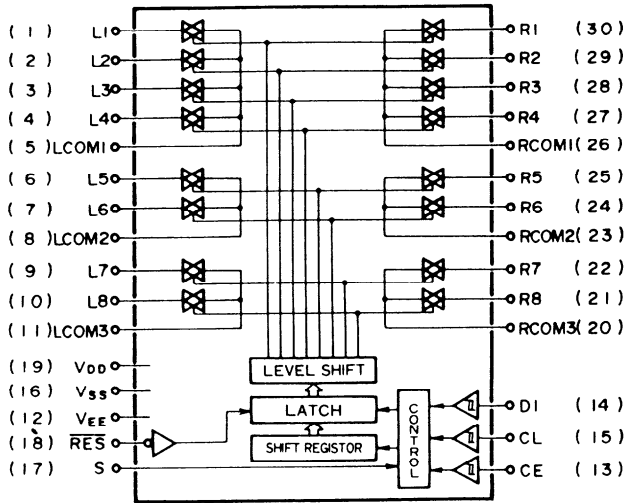 (1) L1 R1 (30)
(2) L2 R2 (29)
(3) L3 R3 (28)
(4) L4 R4 (27)
(5) LCOM1 RCOM1 (26)
(6) L5 R5 (25)
(7) L6 R6 (24)
(8) LCOM2 RCOM2 (23)
(9) L7 R7 (22)
(10) L8 R8 (21)
(11) LCOM3 RCOM3 (20)
(19) VDD LEVEL SHIFT
(16) VSS
(12) VEE LATCH CONTROL DI (14)
(18) RES SHIFT REGISTOR CL (15)
(17) S CE (13)